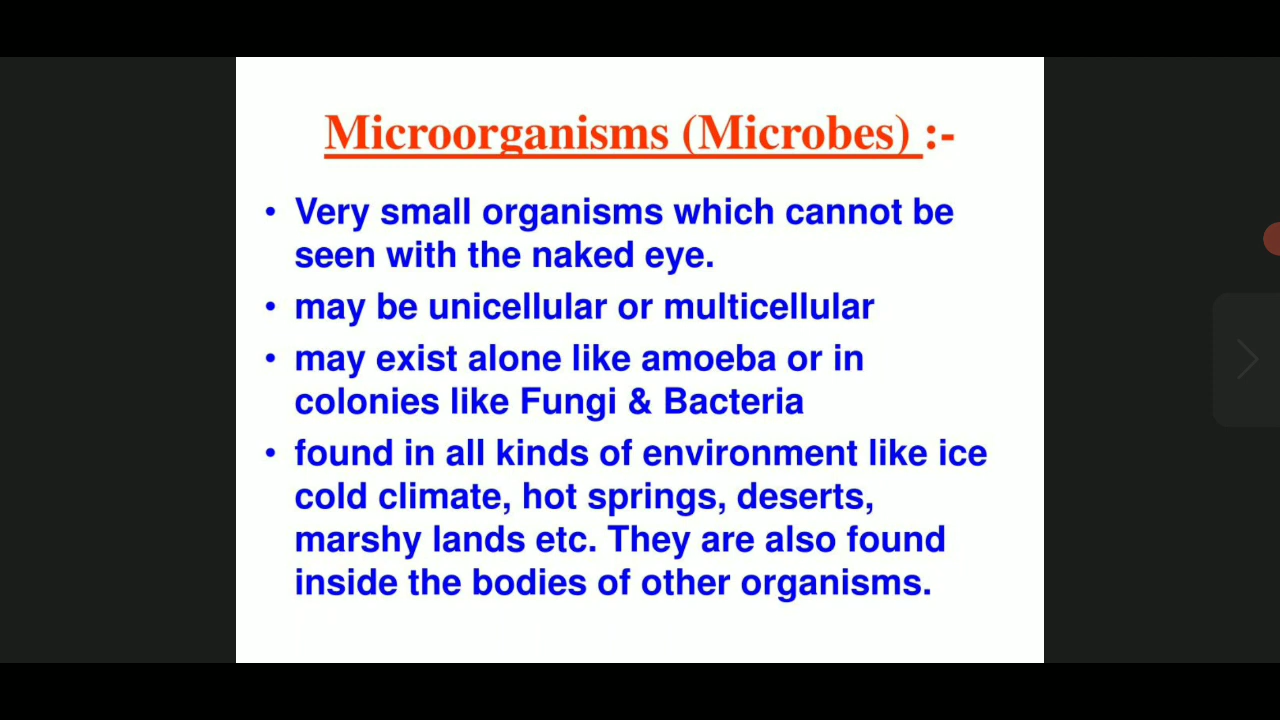 Microorganisms (Microbes) :-
• Very small organisms which cannot be
seen with the naked eye.
• may be unicellular or multicellular
• may exist alone like amoeba or in
colonies like Fungi & Bacteria
• found in all kinds of environment like ice
cold climate, hot springs, deserts,
marshy lands etc. They are also found
inside the bodies of other organisms.